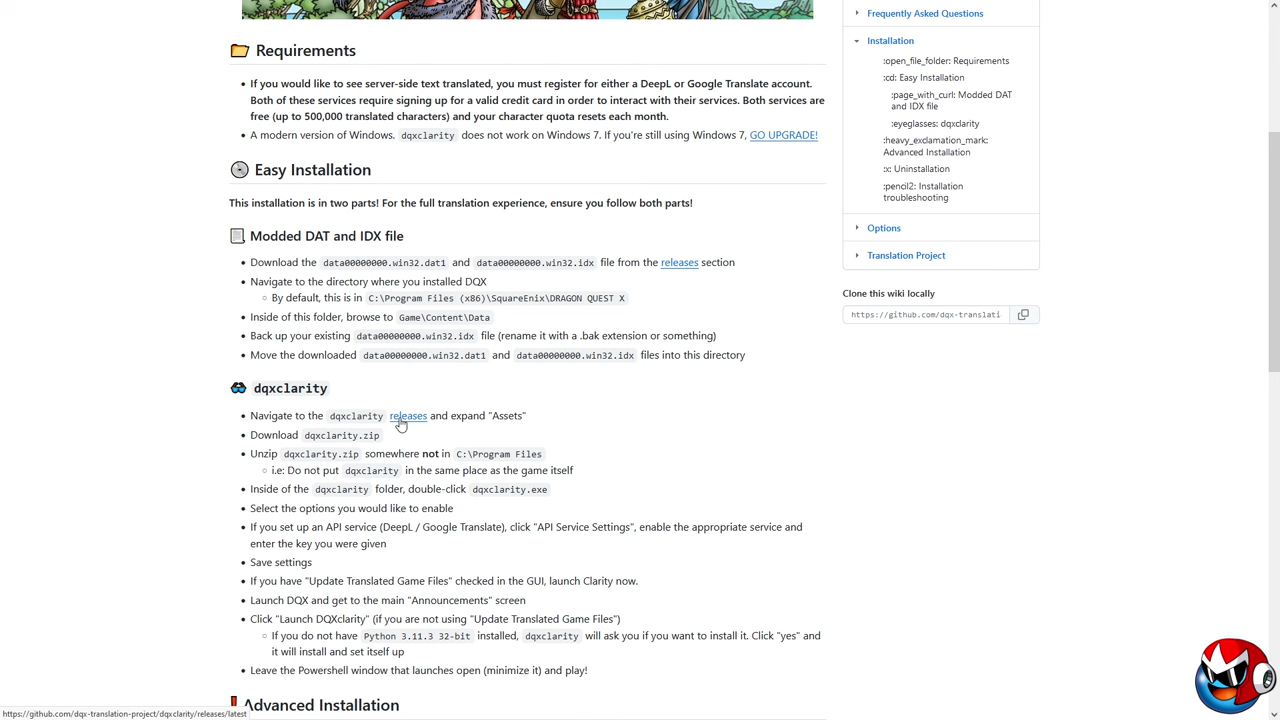 Requirements
If you would like to see server-side text translated, you must register for either a DeepL or Google Translate account.
Both of these services require signing up for a valid credit card in order to interact with their services. Both services are
free (up to 500,000 translated characters) and your character quota resets each month.
A modern version of Windows. dqxclarity does not work on Windows 7. If you're still using Windows 7, GO UPGRADE!
Easy Installation
This installation is in two parts! For the full translation experience, ensure you follow both parts!
Modded DAT and IDX file
Download the data00000000.win32.dat1 and data00000000.win32.idx file from the releases section
Navigate to the directory where you installed DQX
By default, this is in C:\Program Files (x86)\SquareEnix\DRAGON QUEST X
Inside of this folder, browse to Game\Content\Data
Back up your existing data00000000.win32.idx file (rename it with a .bak extension or something)
Move the downloaded data00000000.win32.dat1 and data00000000.win32.idx files into this directory
dqxclarity
Navigate to the dqxclarity releases and expand "Assets"
Download dqxclarity.zip
Unzip dqxclarity.zip somewhere not in C:\Program Files
i.e: Do not put dqxclarity in the same place as the game itself
Inside of the dqxclarity folder, double-click dqxclarity.exe
Select the options you would like to enable
If you set up an API service (DeepL / Google Translate), click "API Service Settings", enable the appropriate service and
enter the key you were given
Save settings
If you have "Update Translated Game Files" checked in the GUI, launch Clarity now.
Launch DQX and get to the main "Announcements" screen
Click "Launch DQXclarity" (if you are not using "Update Translated Game Files")
If you do not have Python 3.11.3 32-bit installed, dqxclarity will ask you if you want to install it. Click "yes" and
it will install and set itself up
Leave the Powershell window that launches open (minimize it) and play!
Advanced Installation
Frequently Asked Questions
Installation
:open_file_folder: Requirements
:cd: Easy Installation
:page_with_curl: Modded DAT
and IDX file
:eyeglasses: dqxclarity
:heavy_exclamation_mark:
Advanced Installation
:x: Uninstallation
:pencil2: Installation
troubleshooting
Options
Translation Project
Clone this wiki locally
https://github.com/dqx-translati
https://github.com/dqx-translation-project/dqxclarity/releases/latest